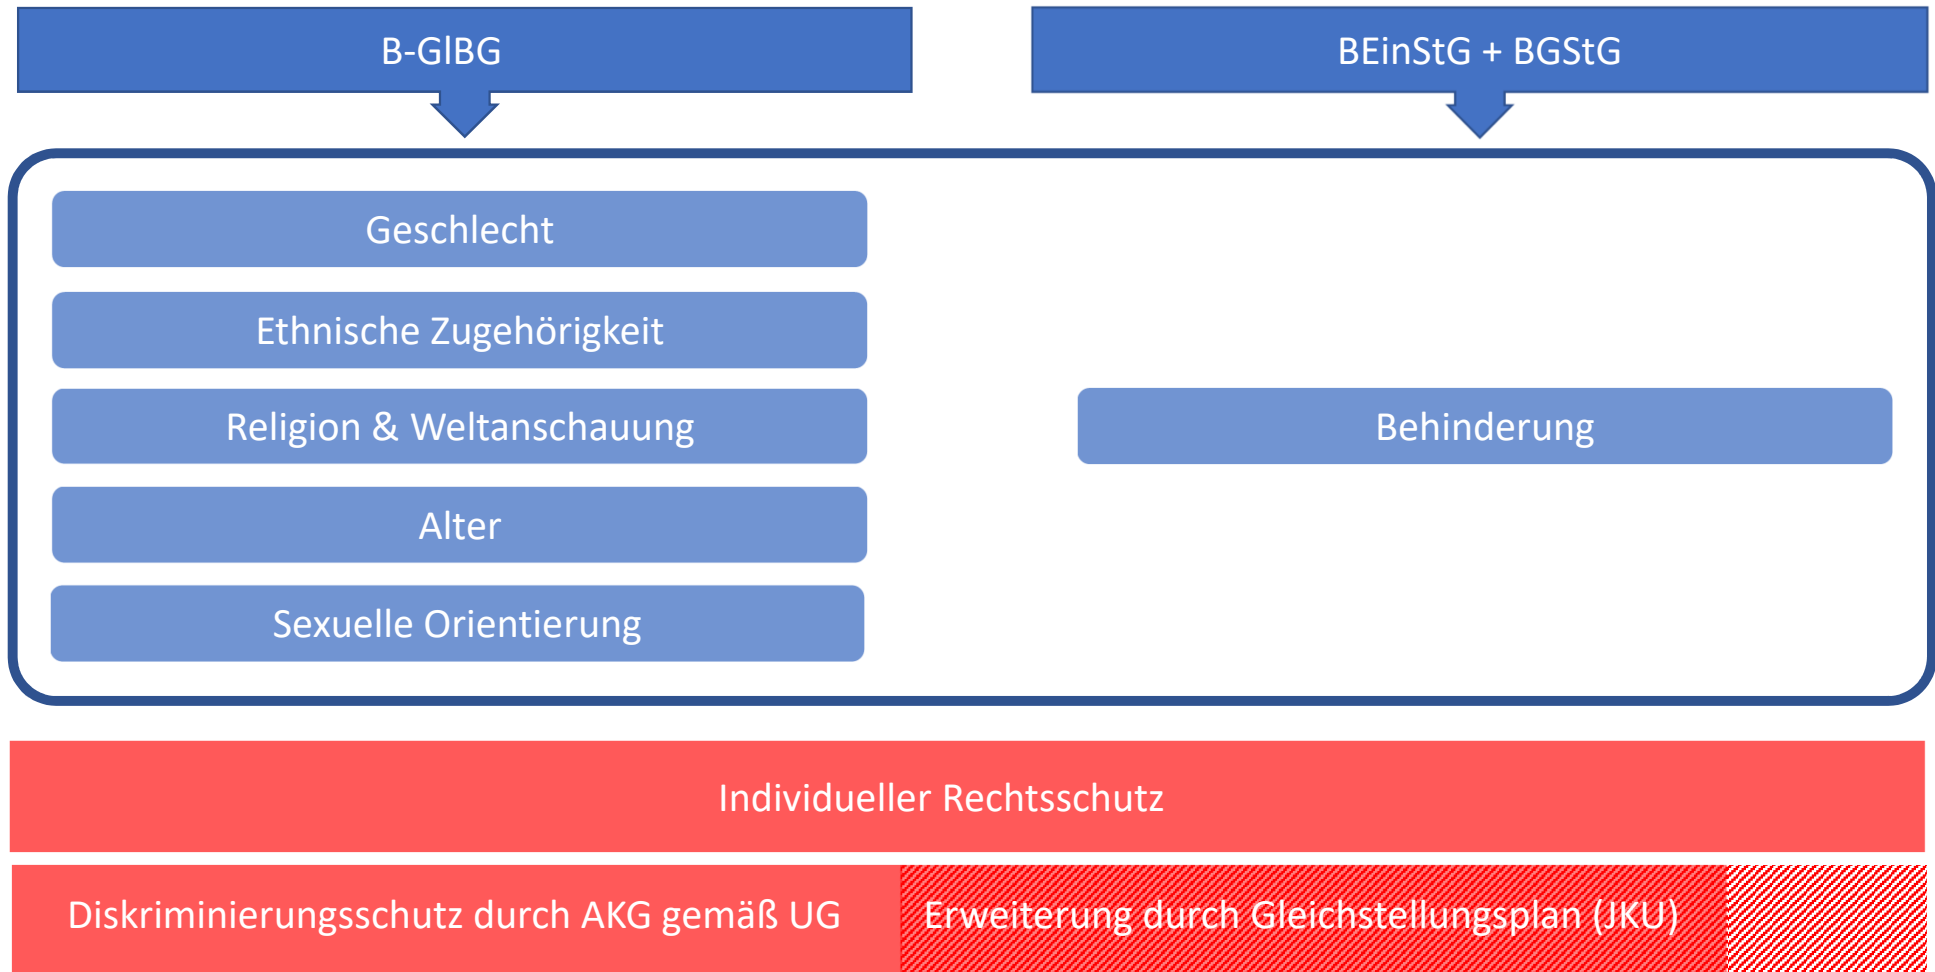 B-GlBG
BEinStG + BGStG
Geschlecht
Ethnische Zugehörigkeit
Religion & Weltanschauung
Behinderung
Alter
Sexuelle Orientierung
Individueller Rechtsschutz
Diskriminierungsschutz durch AKG gemäß UG
Erweiterung durch Gleichstellungsplan (JKU)